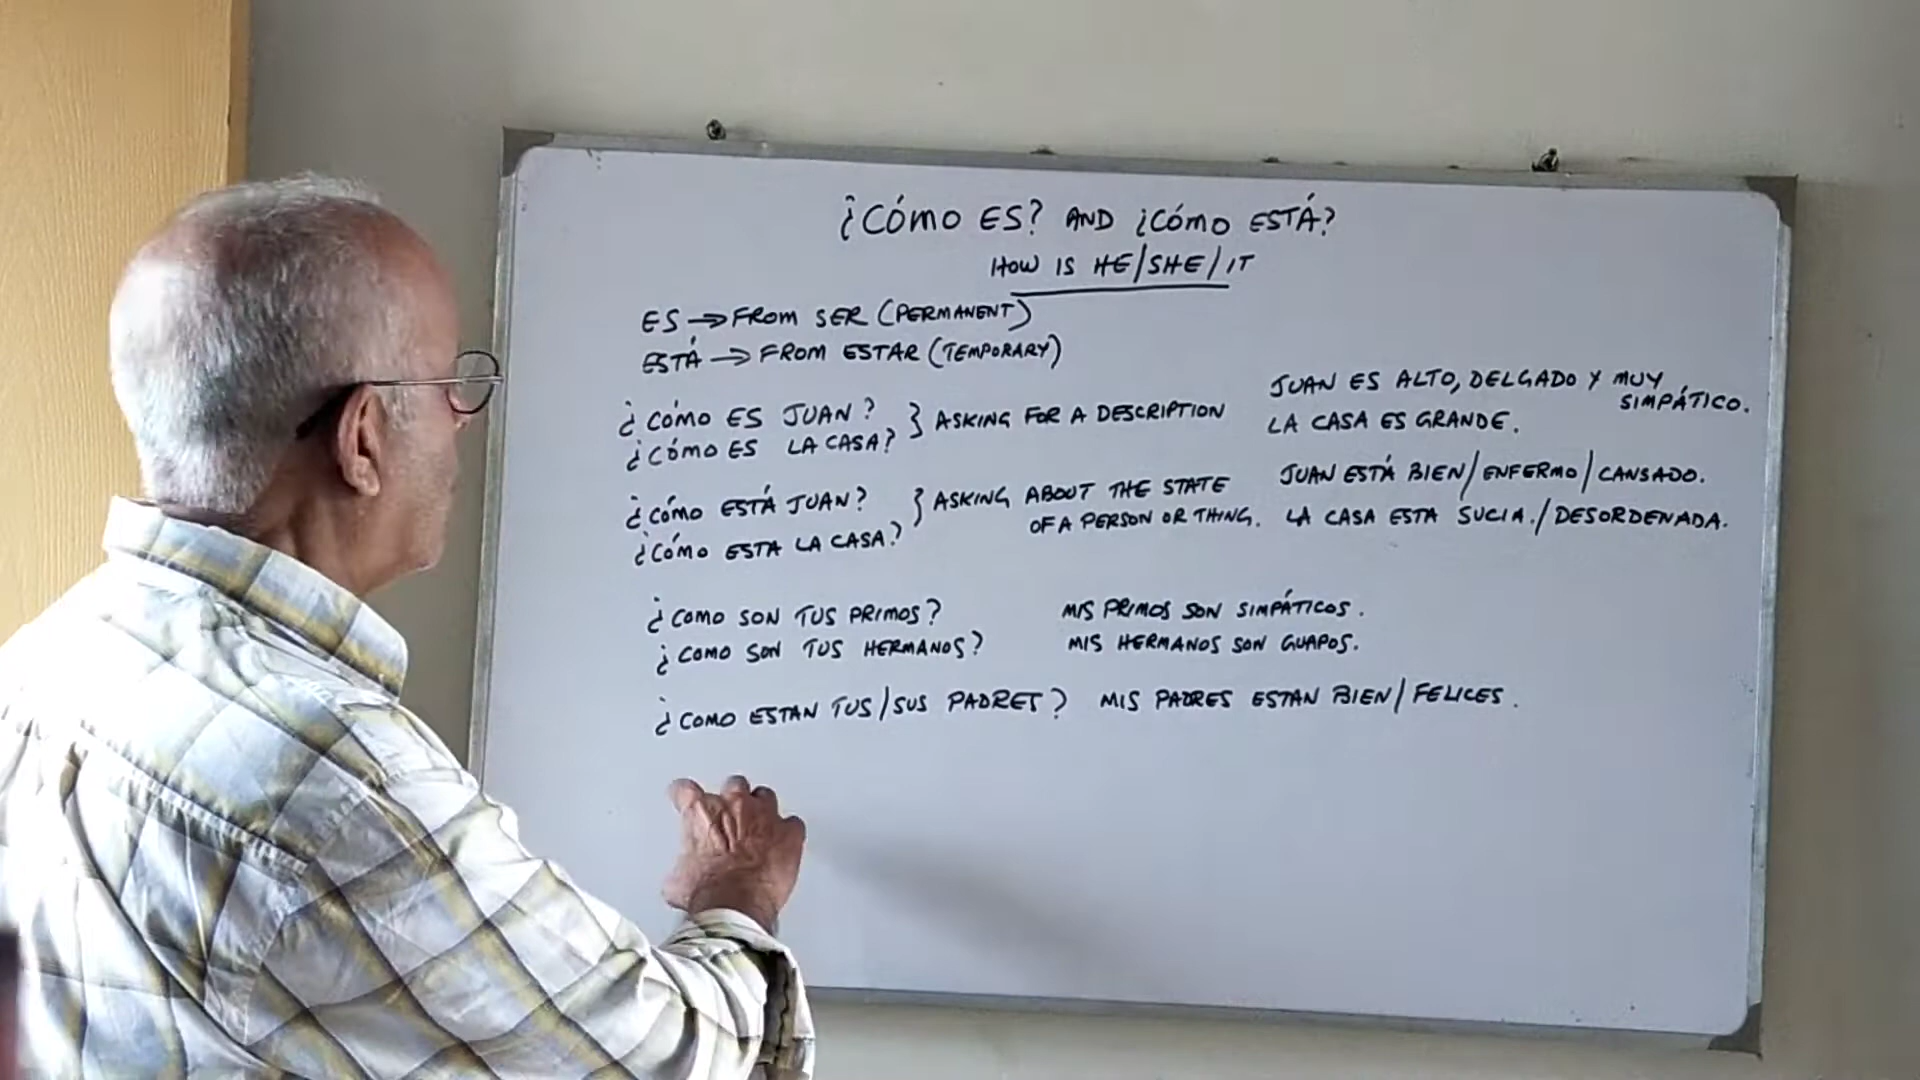 ¿CÓMO ES? AND ¿CÓMO ESTÁ?
HOW IS HE/SHE/IT
ES → FROM SER (PERMANENT)
ESTÁ → FROM ESTAR (TEMPORARY)
¿CÓMO ES JUAN?
¿CÓMO ES LA CASA?
} ASKING FOR A DESCRIPTION
JUAN ES ALTO, DELGADO Y MUY
SIMPÁTICO.
LA CASA ES GRANDE.
¿CÓMO ESTÁ JUAN?
¿CÓMO ESTA LA CASA?
} ASKING ABOUT THE STATE
OF A PERSON OR THING.
JUAN ESTÁ BIEN/ENFERMO/CANSADO.
LA CASA ESTA SUCIA./DESORDENADA.
¿COMO SON TUS PRIMOS? MIS PRIMOS SON SIMPÁTICOS.
¿COMO SON TUS HERMANOS? MIS HERMANOS SON GUAPOS.
¿COMO ESTAN TUS/SUS PADRES? MIS PADRES ESTAN BIEN/FELICES.